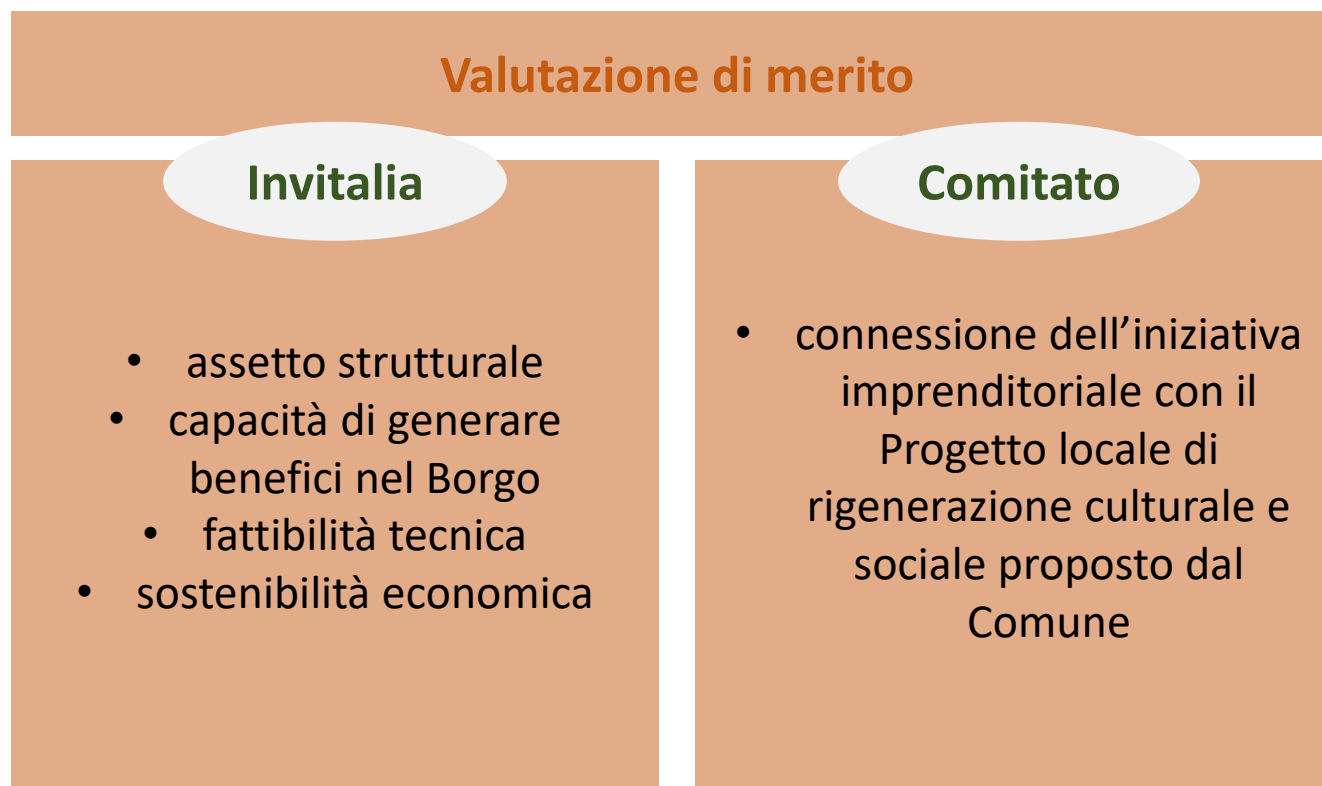 Valutazione di merito
Invitalia
• assetto strutturale
• capacità di generare
benefici nel Borgo
• fattibilità tecnica
• sostenibilità economica
Comitato
• connessione dell’iniziativa
imprenditoriale con il
Progetto locale di
rigenerazione culturale e
sociale proposto dal
Comune